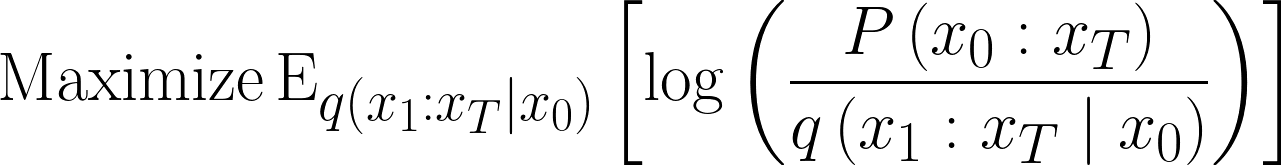 Maximize E_{q(x_1:x_T|x_0)} [log (P (x_0 : x_T) / q (x_1 : x_T | x_0))]